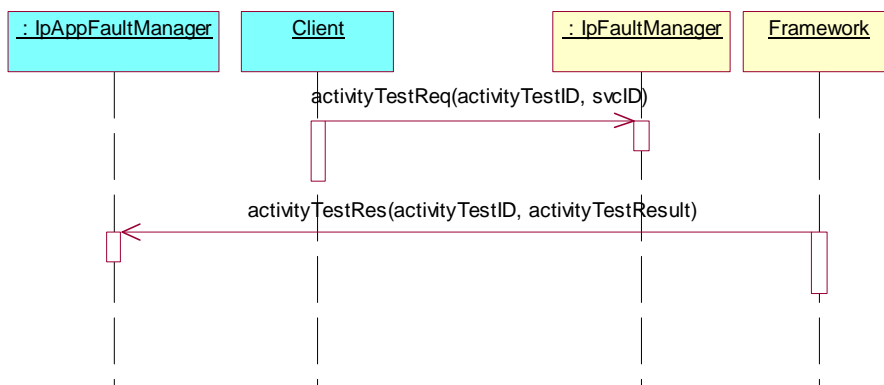 : IpAppFaultManager
Client
: IpFaultManager
Framework
activityTestReq(activityTestID, svcID)
activityTestRes(activityTestID, activityTestResult)